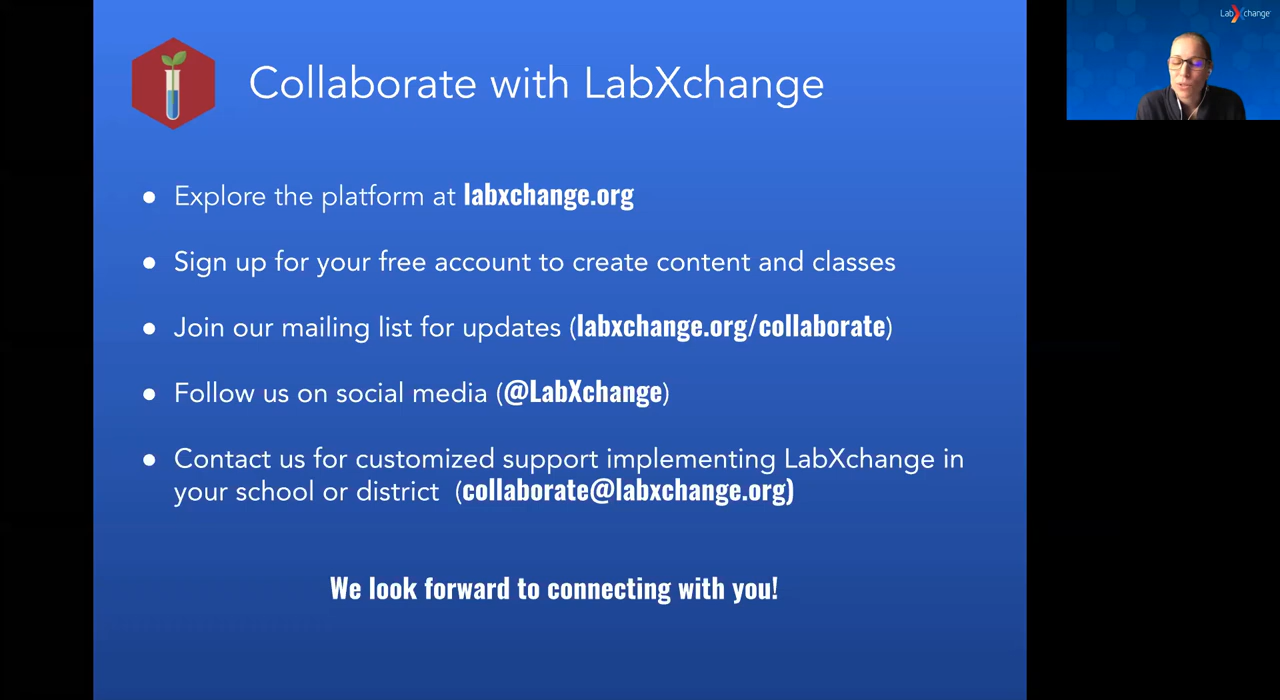 LabXchange
Collaborate with LabXchange
● Explore the platform at labxchange.org
● Sign up for your free account to create content and classes
● Join our mailing list for updates (labxchange.org/collaborate)
● Follow us on social media (@LabXchange)
● Contact us for customized support implementing LabXchange in
your school or district (collaborate@labxchange.org)
We look forward to connecting with you!